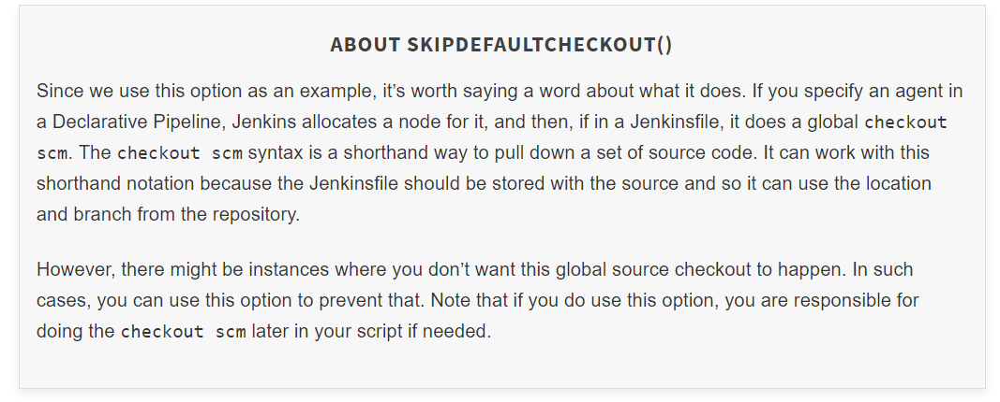 ABOUT SKIPDEFAULTCHECKOUT()
Since we use this option as an example, it’s worth saying a word about what it does. If you specify an agent in
a Declarative Pipeline, Jenkins allocates a node for it, and then, if in a Jenkinsfile, it does a global checkout
scm. The checkout scm syntax is a shorthand way to pull down a set of source code. It can work with this
shorthand notation because the Jenkinsfile should be stored with the source and so it can use the location
and branch from the repository.
However, there might be instances where you don’t want this global source checkout to happen. In such
cases, you can use this option to prevent that. Note that if you do use this option, you are responsible for
doing the checkout scm later in your script if needed.